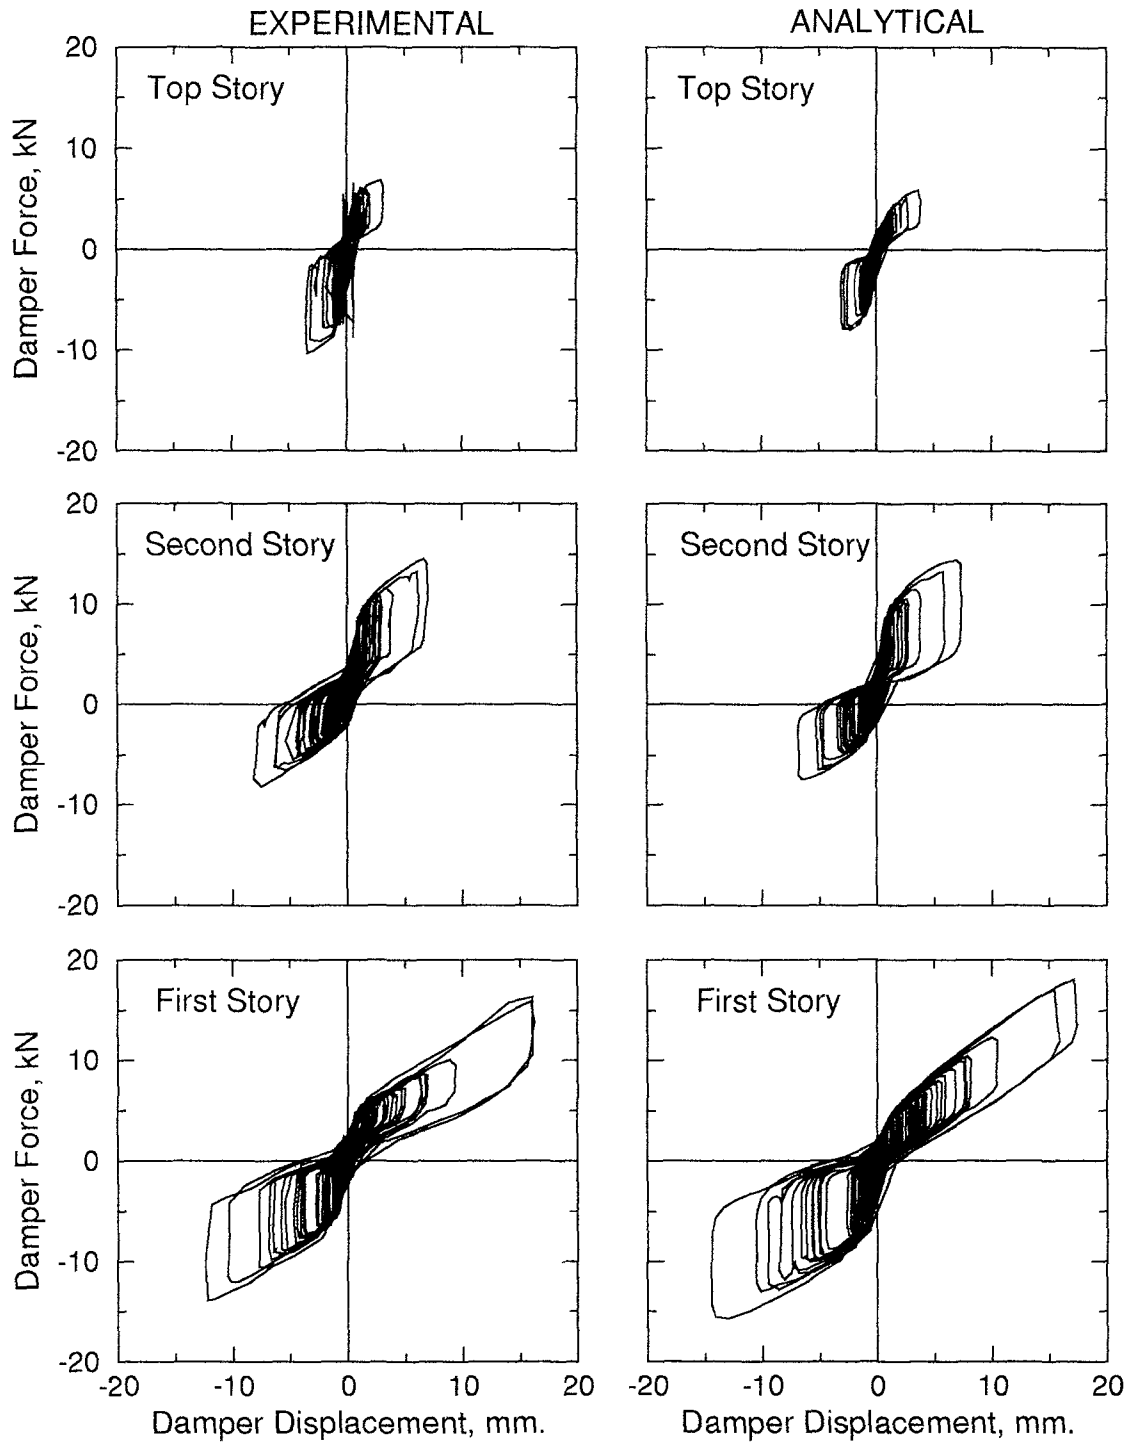 EXPERIMENTAL
ANALYTICAL
20
Top Story
Top Story
10
0
-10
-20
Damper Force, kN
20
Second Story
Second Story
10
0
-10
-20
Damper Force, kN
20
First Story
First Story
10
0
-10
-20
Damper Force, kN
-20 -10 0 10 20
-20 -10 0 10 20
Damper Displacement, mm.
Damper Displacement, mm.